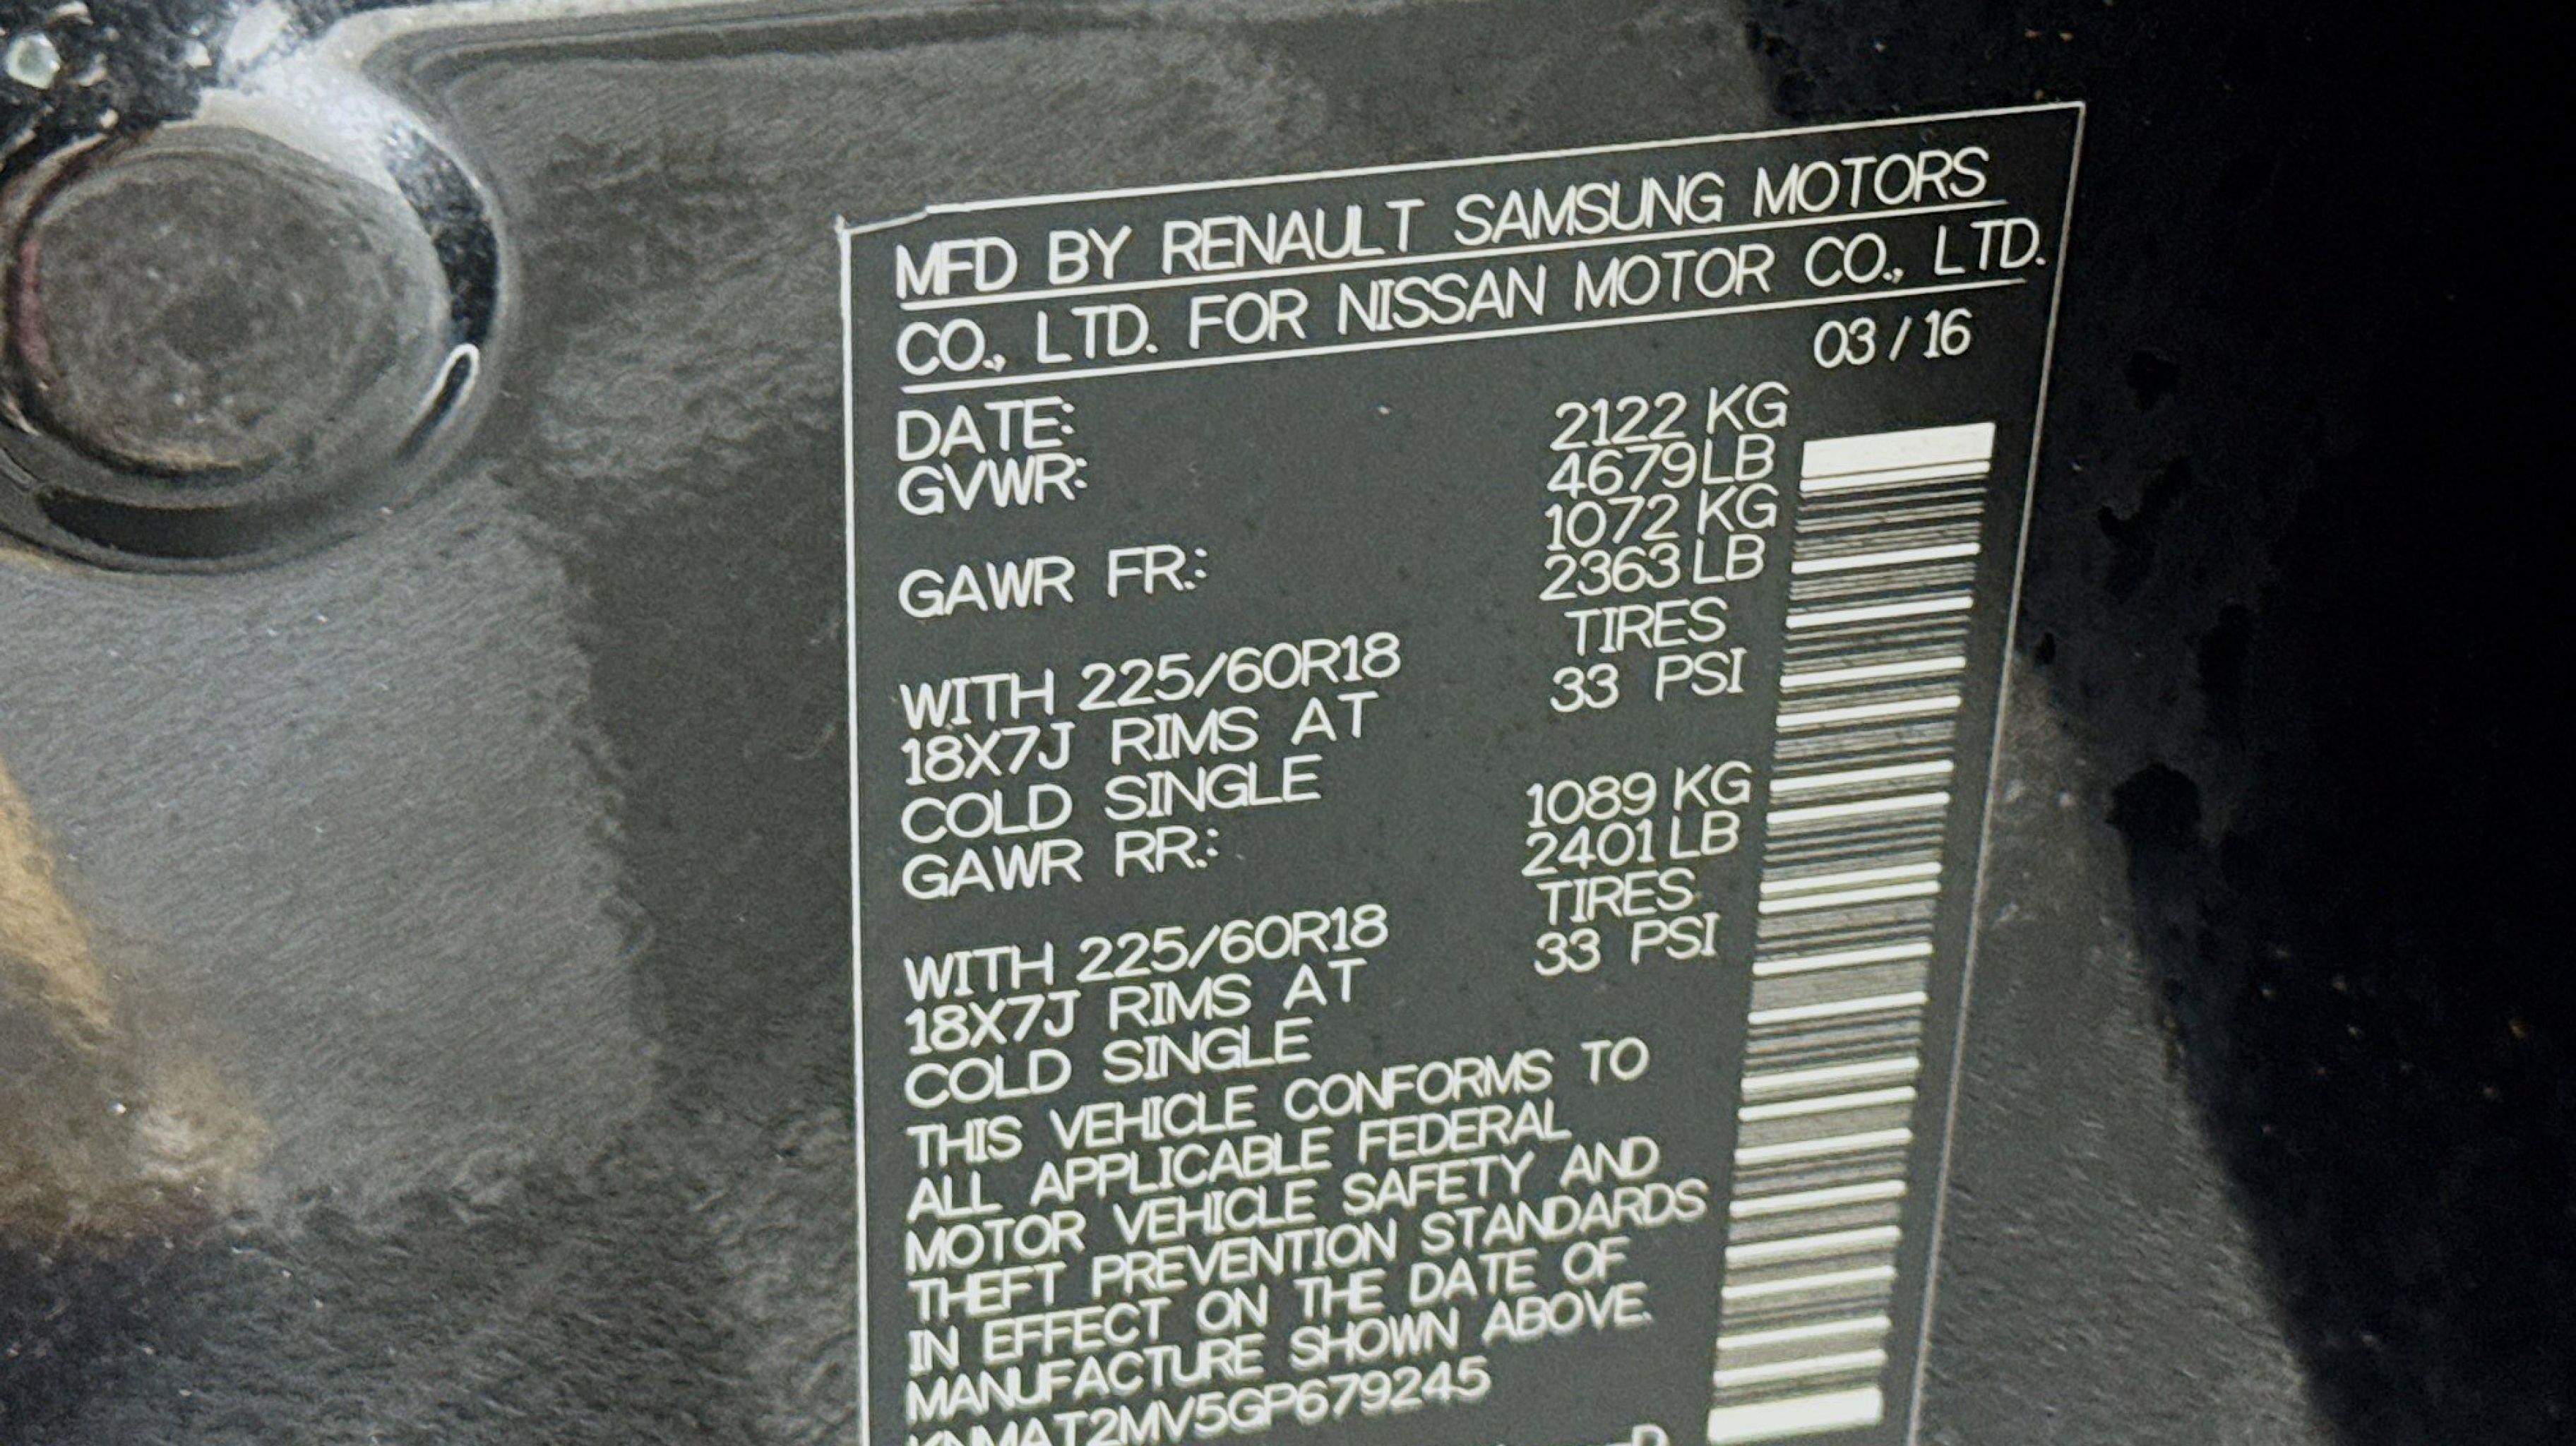 MFD BY RENAULT SAMSUNG MOTORS
CO., LTD. FOR NISSAN MOTOR CO., LTD.
DATE: 03 / 16
GVWR: 2122 KG
4679 LB
GAWR FR.: 1072 KG
2363 LB
WITH 225/60R18 TIRES
18X7J RIMS AT 33 PSI
COLD SINGLE
GAWR RR.: 1089 KG
2401 LB
WITH 225/60R18 TIRES
18X7J RIMS AT 33 PSI
COLD SINGLE
THIS VEHICLE CONFORMS TO
ALL APPLICABLE FEDERAL
MOTOR VEHICLE SAFETY AND
THEFT PREVENTION STANDARDS
IN EFFECT ON THE DATE OF
MANUFACTURE SHOWN ABOVE.
KNMAT2MV5GP679245